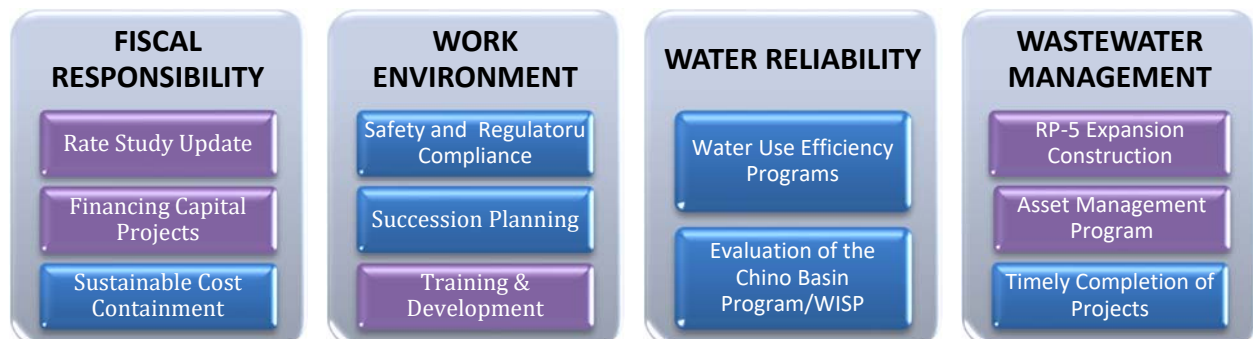 FISCAL
RESPONSIBILITY
Rate Study Update
Financing Capital
Projects
Sustainable Cost
Containment
WORK
ENVIRONMENT
Safety and Regulatoru
Compliance
Succession Planning
Training &
Development
WATER RELIABILITY
Water Use Efficiency
Programs
Evaluation of the
Chino Basin
Program/WISP
WASTEWATER
MANAGEMENT
RP-5 Expansion
Construction
Asset Management
Program
Timely Completion of
Projects